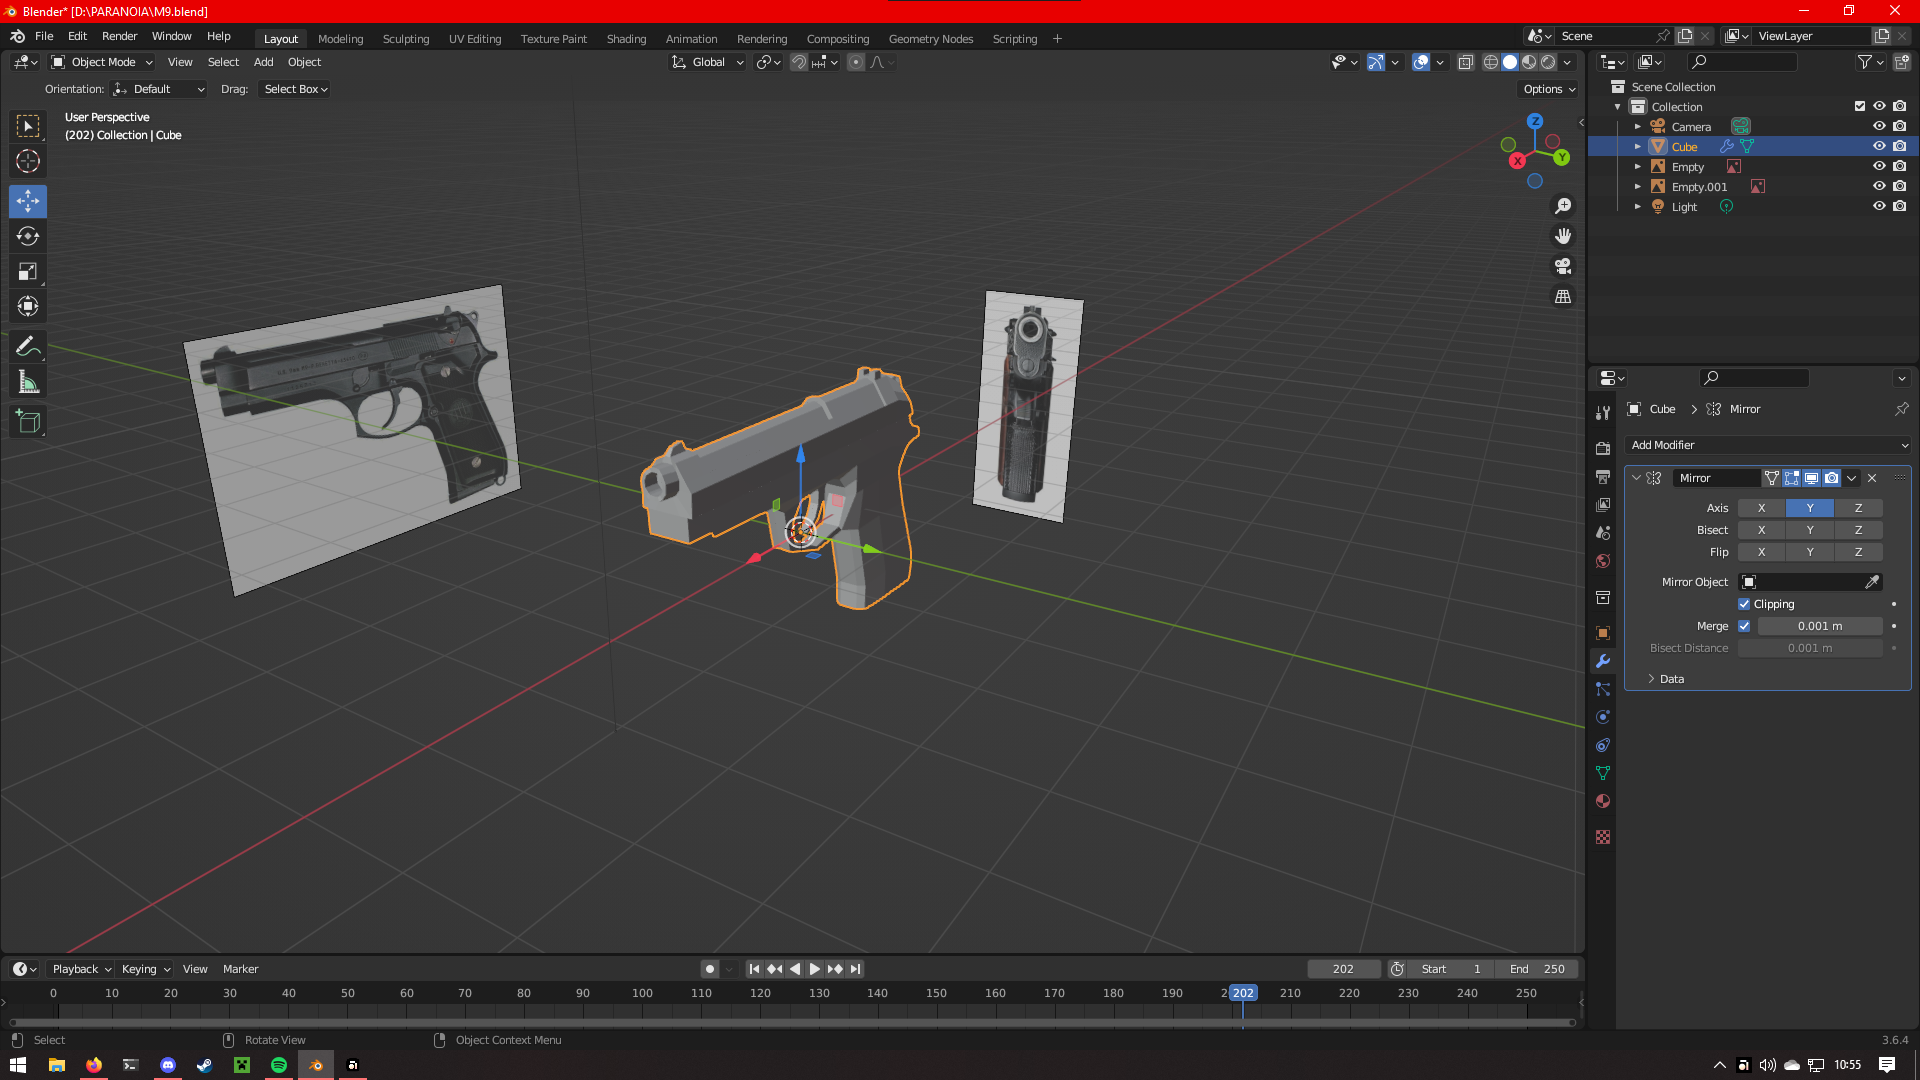 Blender* [D:\PARANOIA\M9.blend]
File Edit Render Window Help Layout Modeling Sculpting UV Editing Texture Paint Shading Animation Rendering Compositing Geometry Nodes Scripting + Scene ViewLayer
Object Mode View Select Add Object Global
Orientation: Default Drag: Select Box Options
User Perspective
(202) Collection | Cube
Z
X Y
Scene Collection
Collection
Camera
Cube
Empty
Empty.001
Light
Cube > Mirror
Add Modifier
Mirror
Axis X Y Z
Bisect X Y Z
Flip X Y Z
Mirror Object
Clipping
Merge 0.001 m
Bisect Distance 0.001 m
Data
Playback Keying View Marker 202 Start 1 End 250
0 10 20 30 40 50 60 70 80 90 100 110 120 130 140 150 160 170 180 190 202 210 220 230 240 250
Select Rotate View Object Context Menu 3.6.4
10:55